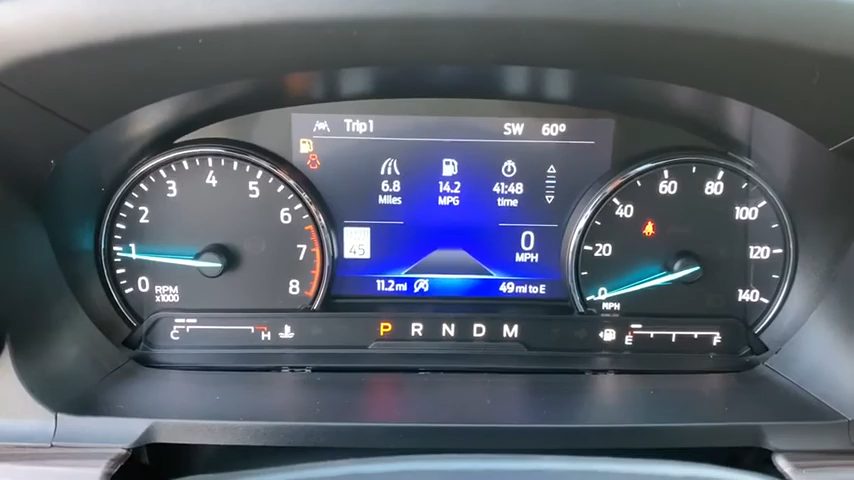 Trip1
SW 60°
6.8
Miles
14.2
MPG
41:48
time
45
0
MPH
11.2 mi
49 mi to E
0 1 2 3 4 5 6 7 8
RPM
x1000
0 20 40 60 80 100 120 140
MPH
C H
P R N D M
E F